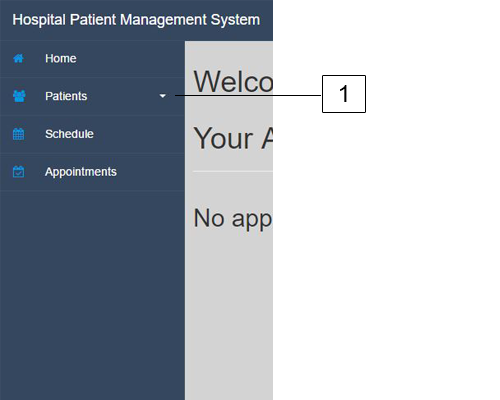 Hospital Patient Management System
Home
Patients
Schedule
Appointments
Welco
Your A
No app
1